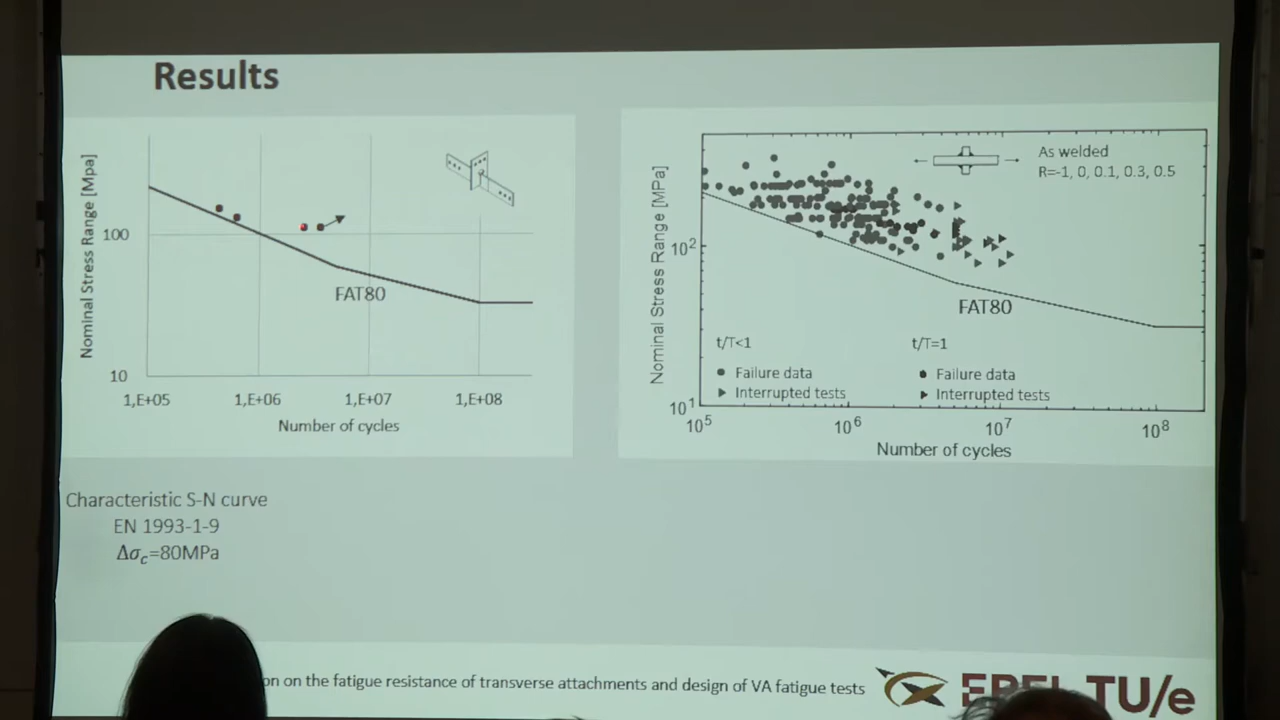 Results
Nominal Stress Range [Mpa]
100
10
FAT80
1,E+05
1,E+06
1,E+07
1,E+08
Number of cycles
Nominal Stress Range [MPa]
10²
10¹
As welded
R=-1, 0, 0.1, 0.3, 0.5
FAT80
t/T<1
Failure data
Interrupted tests
t/T=1
Failure data
Interrupted tests
10⁵
10⁶
10⁷
10⁸
Number of cycles
Characteristic S-N curve
EN 1993-1-9
Δσc=80MPa
on the fatigue resistance of transverse attachments and design of VA fatigue tests
TU/e